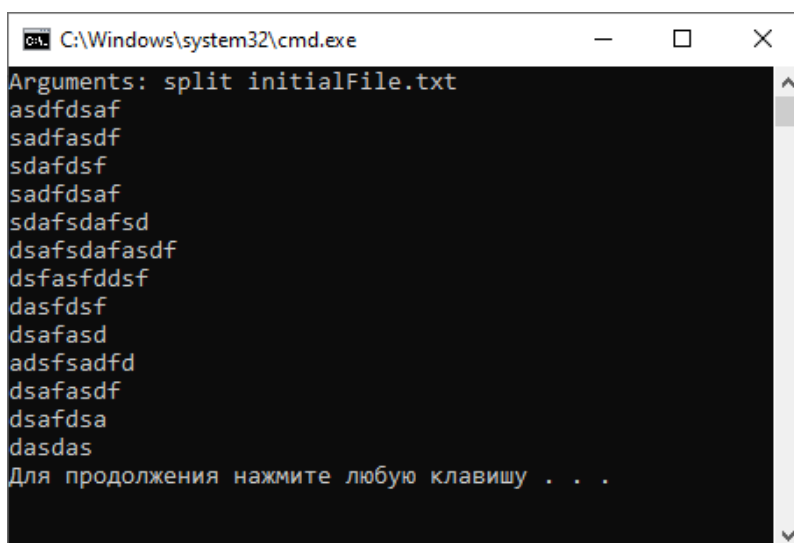 C:\Windows\system32\cmd.exe
Arguments: split initialFile.txt
asdfdsaf
sadfasdf
sdafdsf
sadfdsaf
sdafsdafsd
dsafsdafasdf
dsfasfddsf
dasfdsf
dsafasd
adsfsadfd
dsafasdf
dsafdsa
dasdas
Для продолжения нажмите любую клавишу . . .